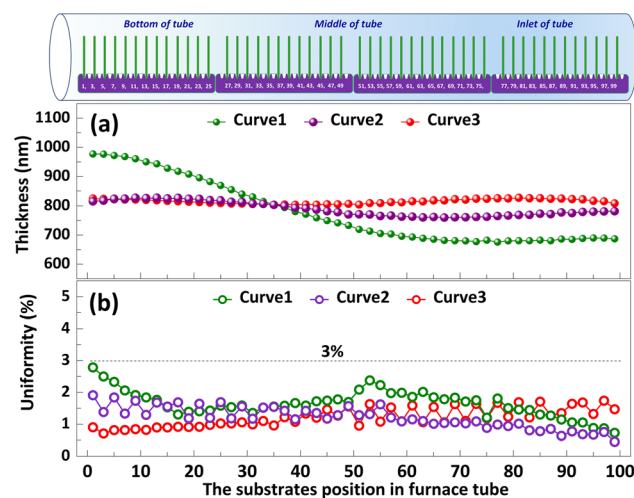 Bottom of tube Middle of tube Inlet of tube
1, 3, 5, 7, 9, 11, 13, 15, 17, 19, 21, 23, 25 27, 29, 31, 33, 35, 37, 39, 41, 43, 45, 47, 49 51, 53, 55, 57, 59, 61, 63, 65, 67, 69, 71, 73, 75, 77, 79, 81, 83, 85, 87, 89, 91, 93, 95, 97, 99
1100
(a) Curve1 Curve2 Curve3
1000
900
800
700
600
Thickness (nm)
5
(b) Curve1 Curve2 Curve3
4
3%
3
2
1
0
Uniformity (%)
0 10 20 30 40 50 60 70 80 90 100
The substrates position in furnace tube